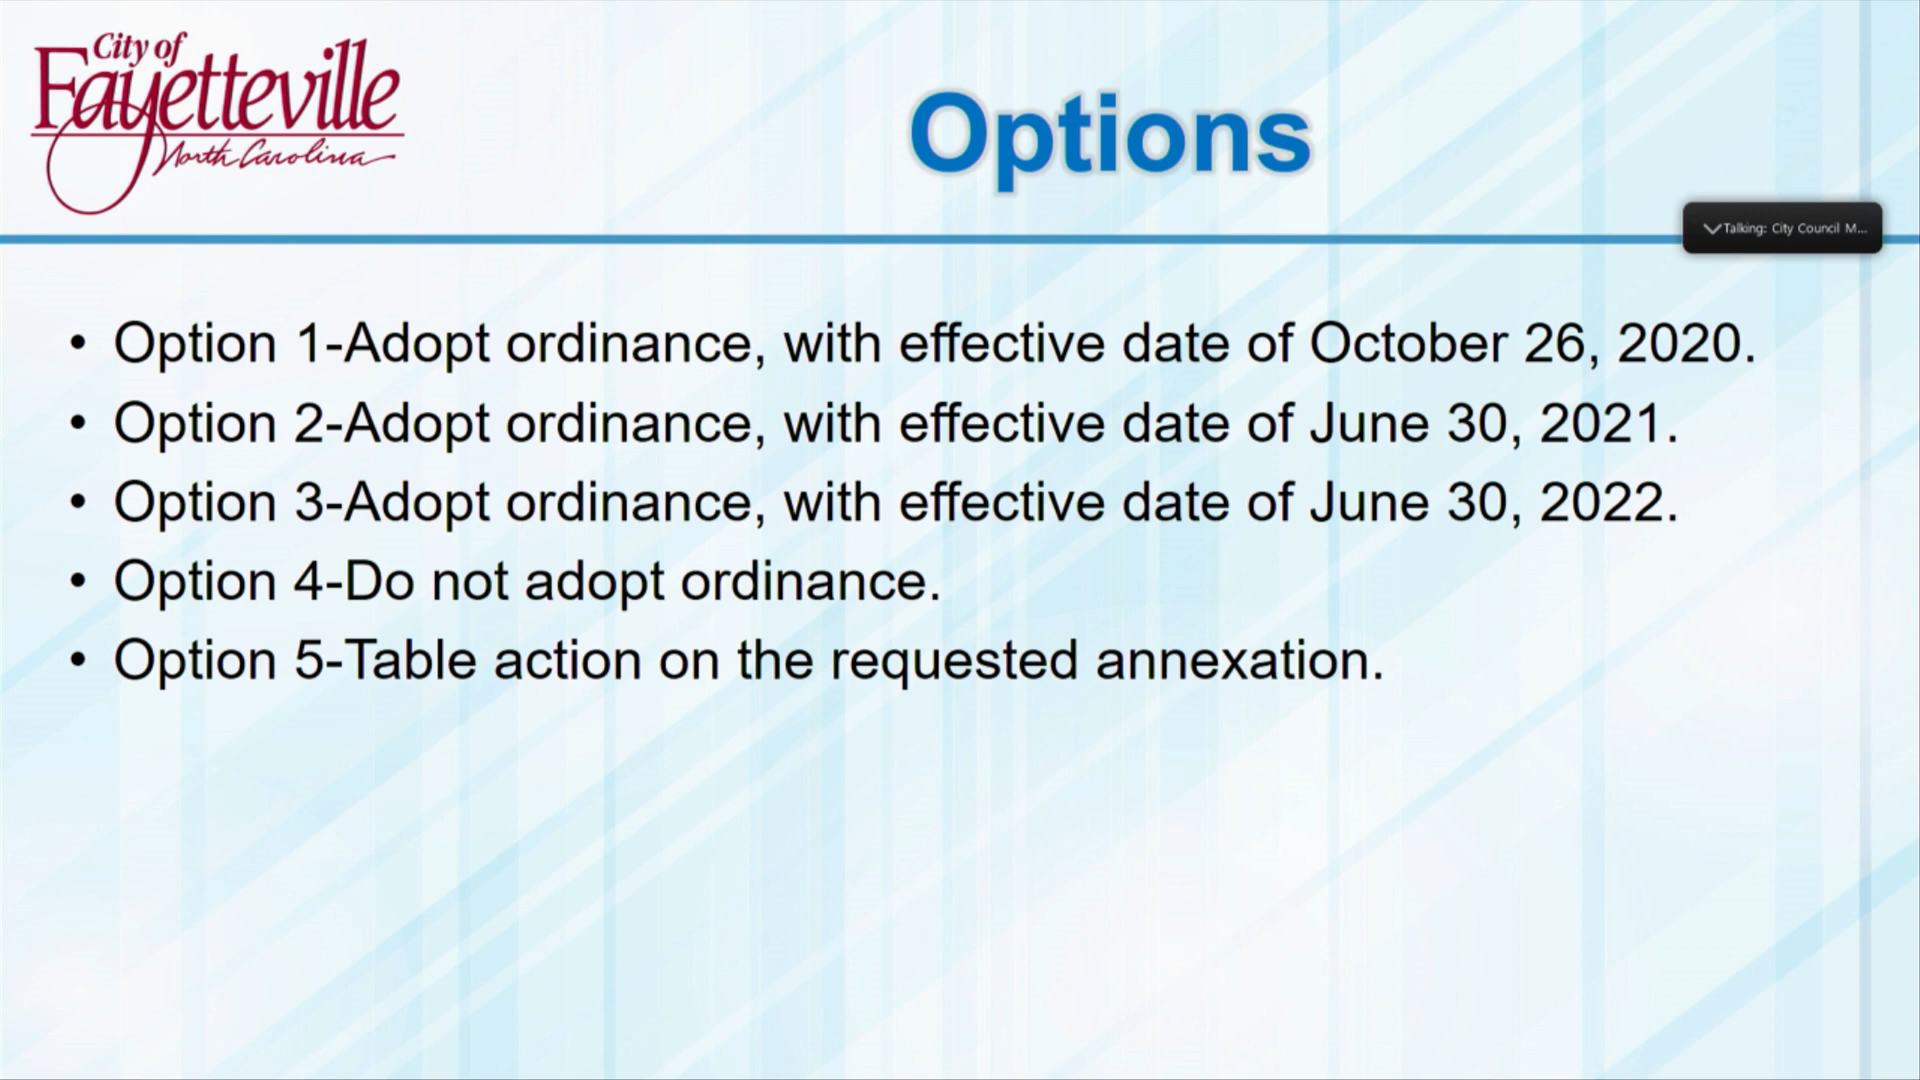 City of
Fayetteville
North Carolina
Options
Talking: City Council M...
• Option 1-Adopt ordinance, with effective date of October 26, 2020.
• Option 2-Adopt ordinance, with effective date of June 30, 2021.
• Option 3-Adopt ordinance, with effective date of June 30, 2022.
• Option 4-Do not adopt ordinance.
• Option 5-Table action on the requested annexation.